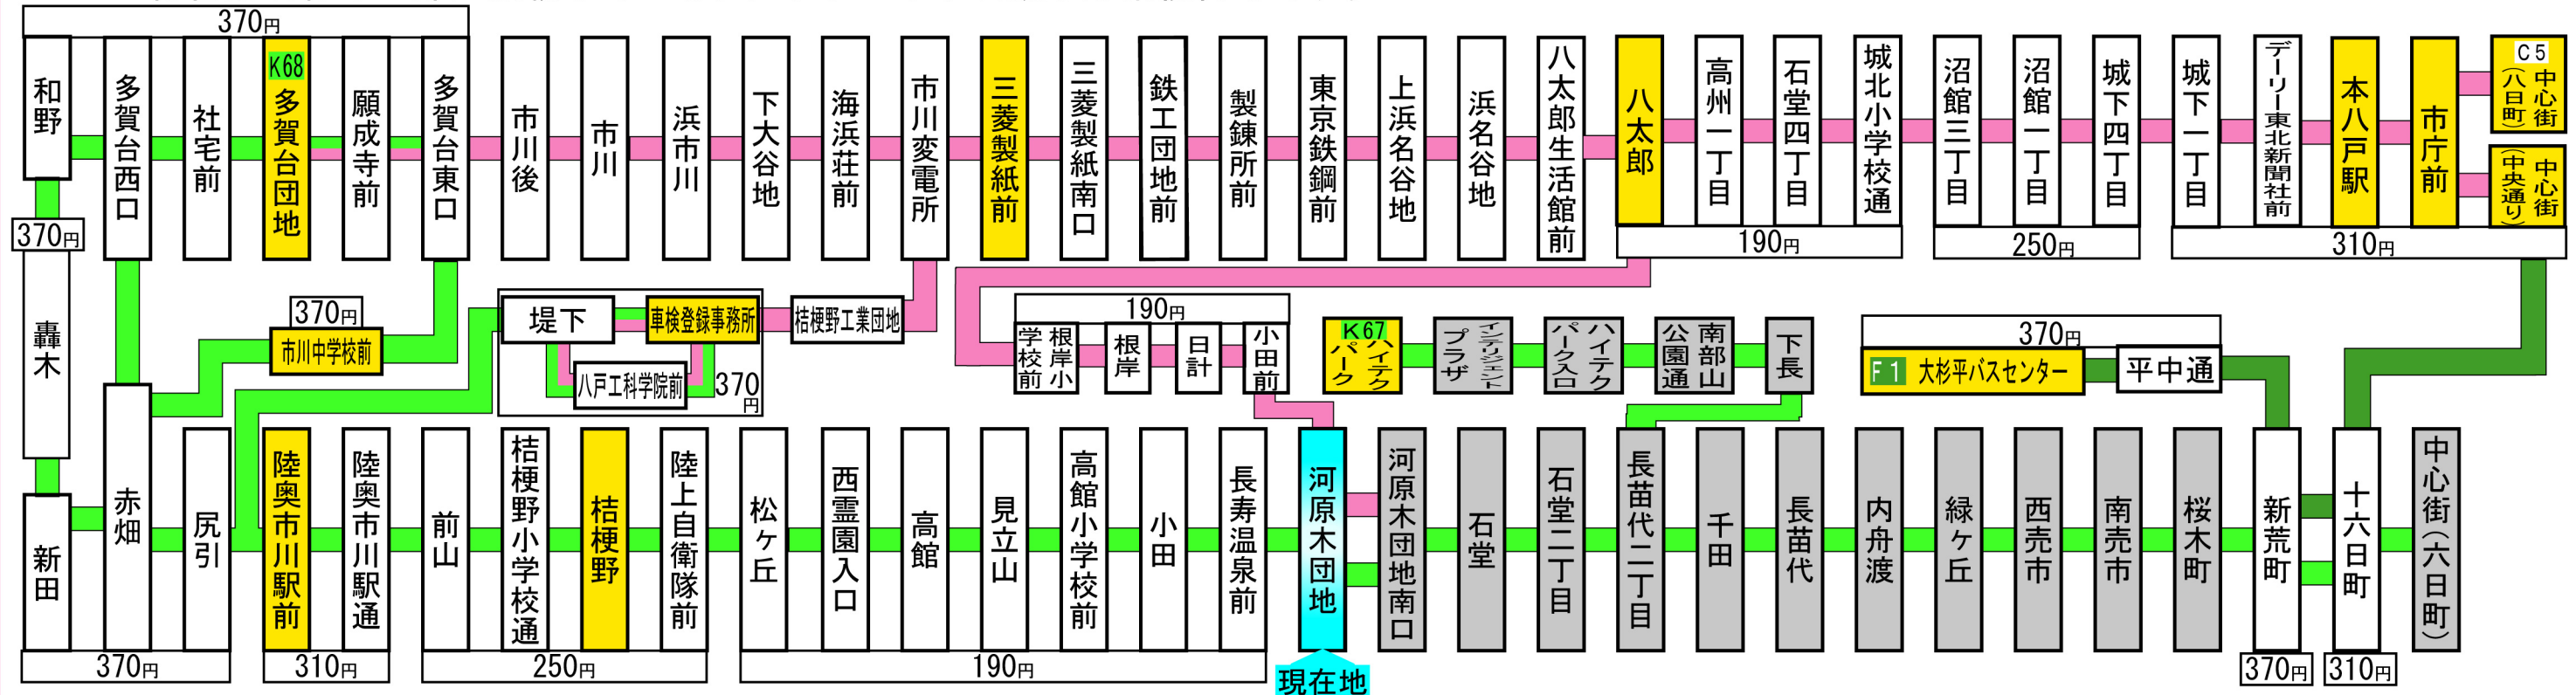 370円
和野
多賀台西口
社宅前
K68
多賀台団地
願成寺前
多賀台東口
市川後
市川
浜市川
下大谷地
海浜荘前
市川変電所
三菱製紙前
三菱製紙南口
鉄工団地前
製錬所前
東京鉄鋼前
上浜名谷地
浜名谷地
八太郎生活館前
八太郎
高州一丁目
石堂四丁目
城北小学校通
沼館三丁目
沼館一丁目
城下四丁目
城下一丁目
デーリー東北新聞社前
本八戸駅
市庁前
C5
中心街
(八日町)
中心街
(中央通り)
190円
250円
310円
370円
轟木
370円
市川中学校前
堤下
車検登録事務所
桔梗野工業団地
八戸工科学院前
370円
190円
根岸小
学校前
根岸
日計
小田前
K67
ハイテク
パーク
インテリジェント
プラザ
ハイテク
パーク入口
南部山
公園通
下長
370円
F1 大杉平バスセンター
平中通
新田
赤畑
尻引
陸奥市川駅前
陸奥市川駅通
前山
桔梗野小学校通
桔梗野
陸上自衛隊前
松ヶ丘
西霊園入口
高館
見立山
高館小学校前
小田
長寿温泉前
河原木団地
河原木団地南口
石堂
石堂二丁目
長苗代二丁目
千田
長苗代
内舟渡
緑ヶ丘
西売市
南売市
桜木町
新荒町
十六日町
中心街(六日町)
370円
310円
250円
190円
現在地
370円
310円